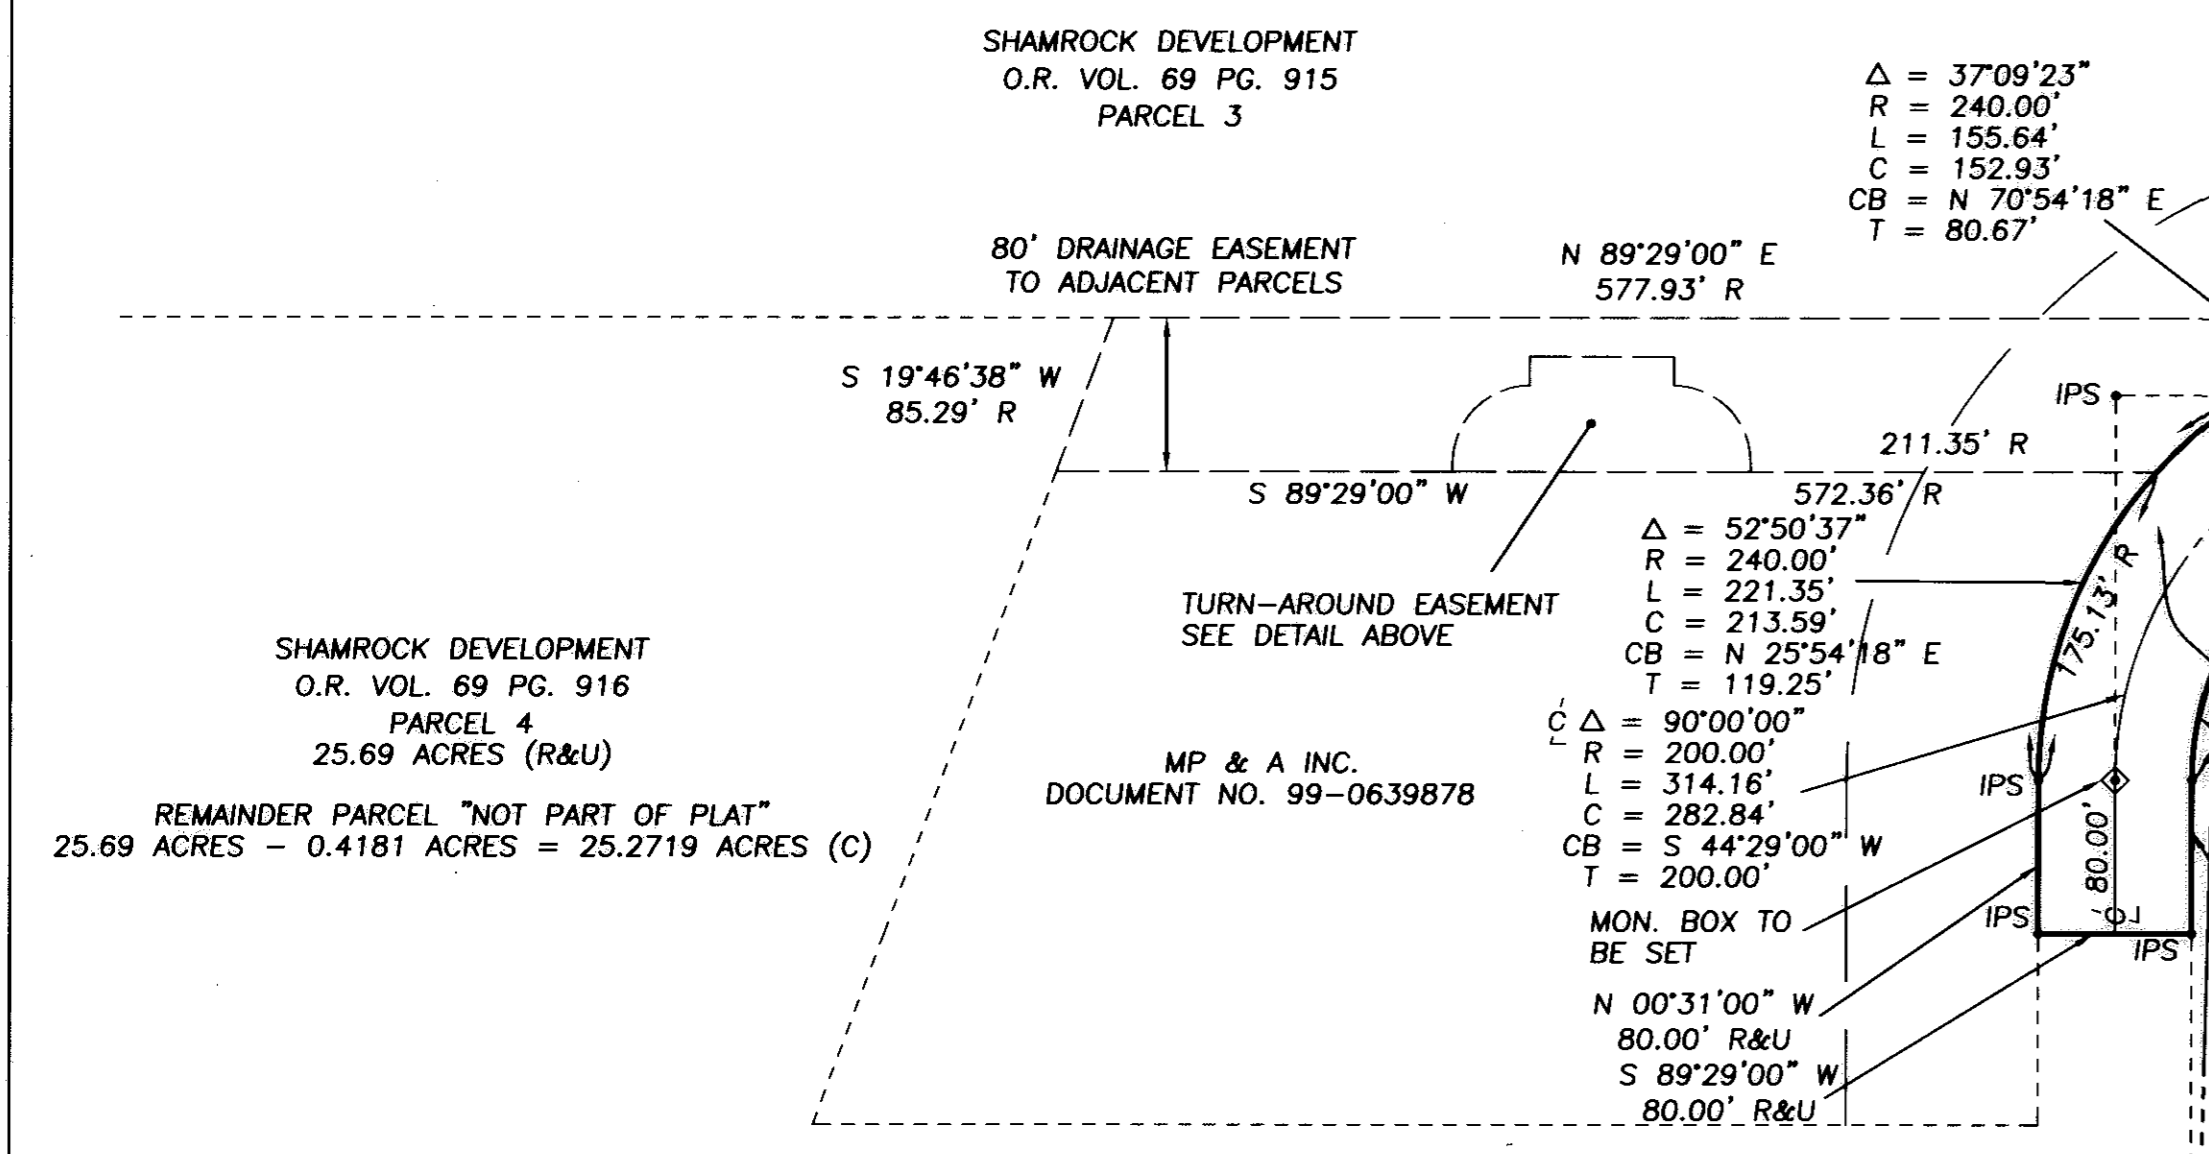 SHAMROCK DEVELOPMENT
O.R. VOL. 69 PG. 915
PARCEL 3
Δ = 37°09'23"
R = 240.00'
L = 155.64'
C = 152.93'
CB = N 70°54'18" E
T = 80.67'
80' DRAINAGE EASEMENT
TO ADJACENT PARCELS
N 89°29'00" E
577.93' R
S 19°46'38" W
85.29' R
IPS
211.35' R
S 89°29'00" W
572.36' R
Δ = 52°50'37"
R = 240.00'
L = 221.35'
C = 213.59'
CB = N 25°54'18" E
T = 119.25'
175.13' R
TURN-AROUND EASEMENT
SEE DETAIL ABOVE
SHAMROCK DEVELOPMENT
O.R. VOL. 69 PG. 916
PARCEL 4
25.69 ACRES (R&U)
REMAINDER PARCEL "NOT PART OF PLAT"
25.69 ACRES - 0.4181 ACRES = 25.2719 ACRES (C)
MP & A INC.
DOCUMENT NO. 99-0639878
Δ = 90°00'00"
R = 200.00'
L = 314.16'
C = 282.84'
CB = S 44°29'00" W
T = 200.00'
IPS
80.00'
MON. BOX TO
BE SET
IPS
IPS
N 00°31'00" W
80.00' R&U
S 89°29'00" W
80.00' R&U